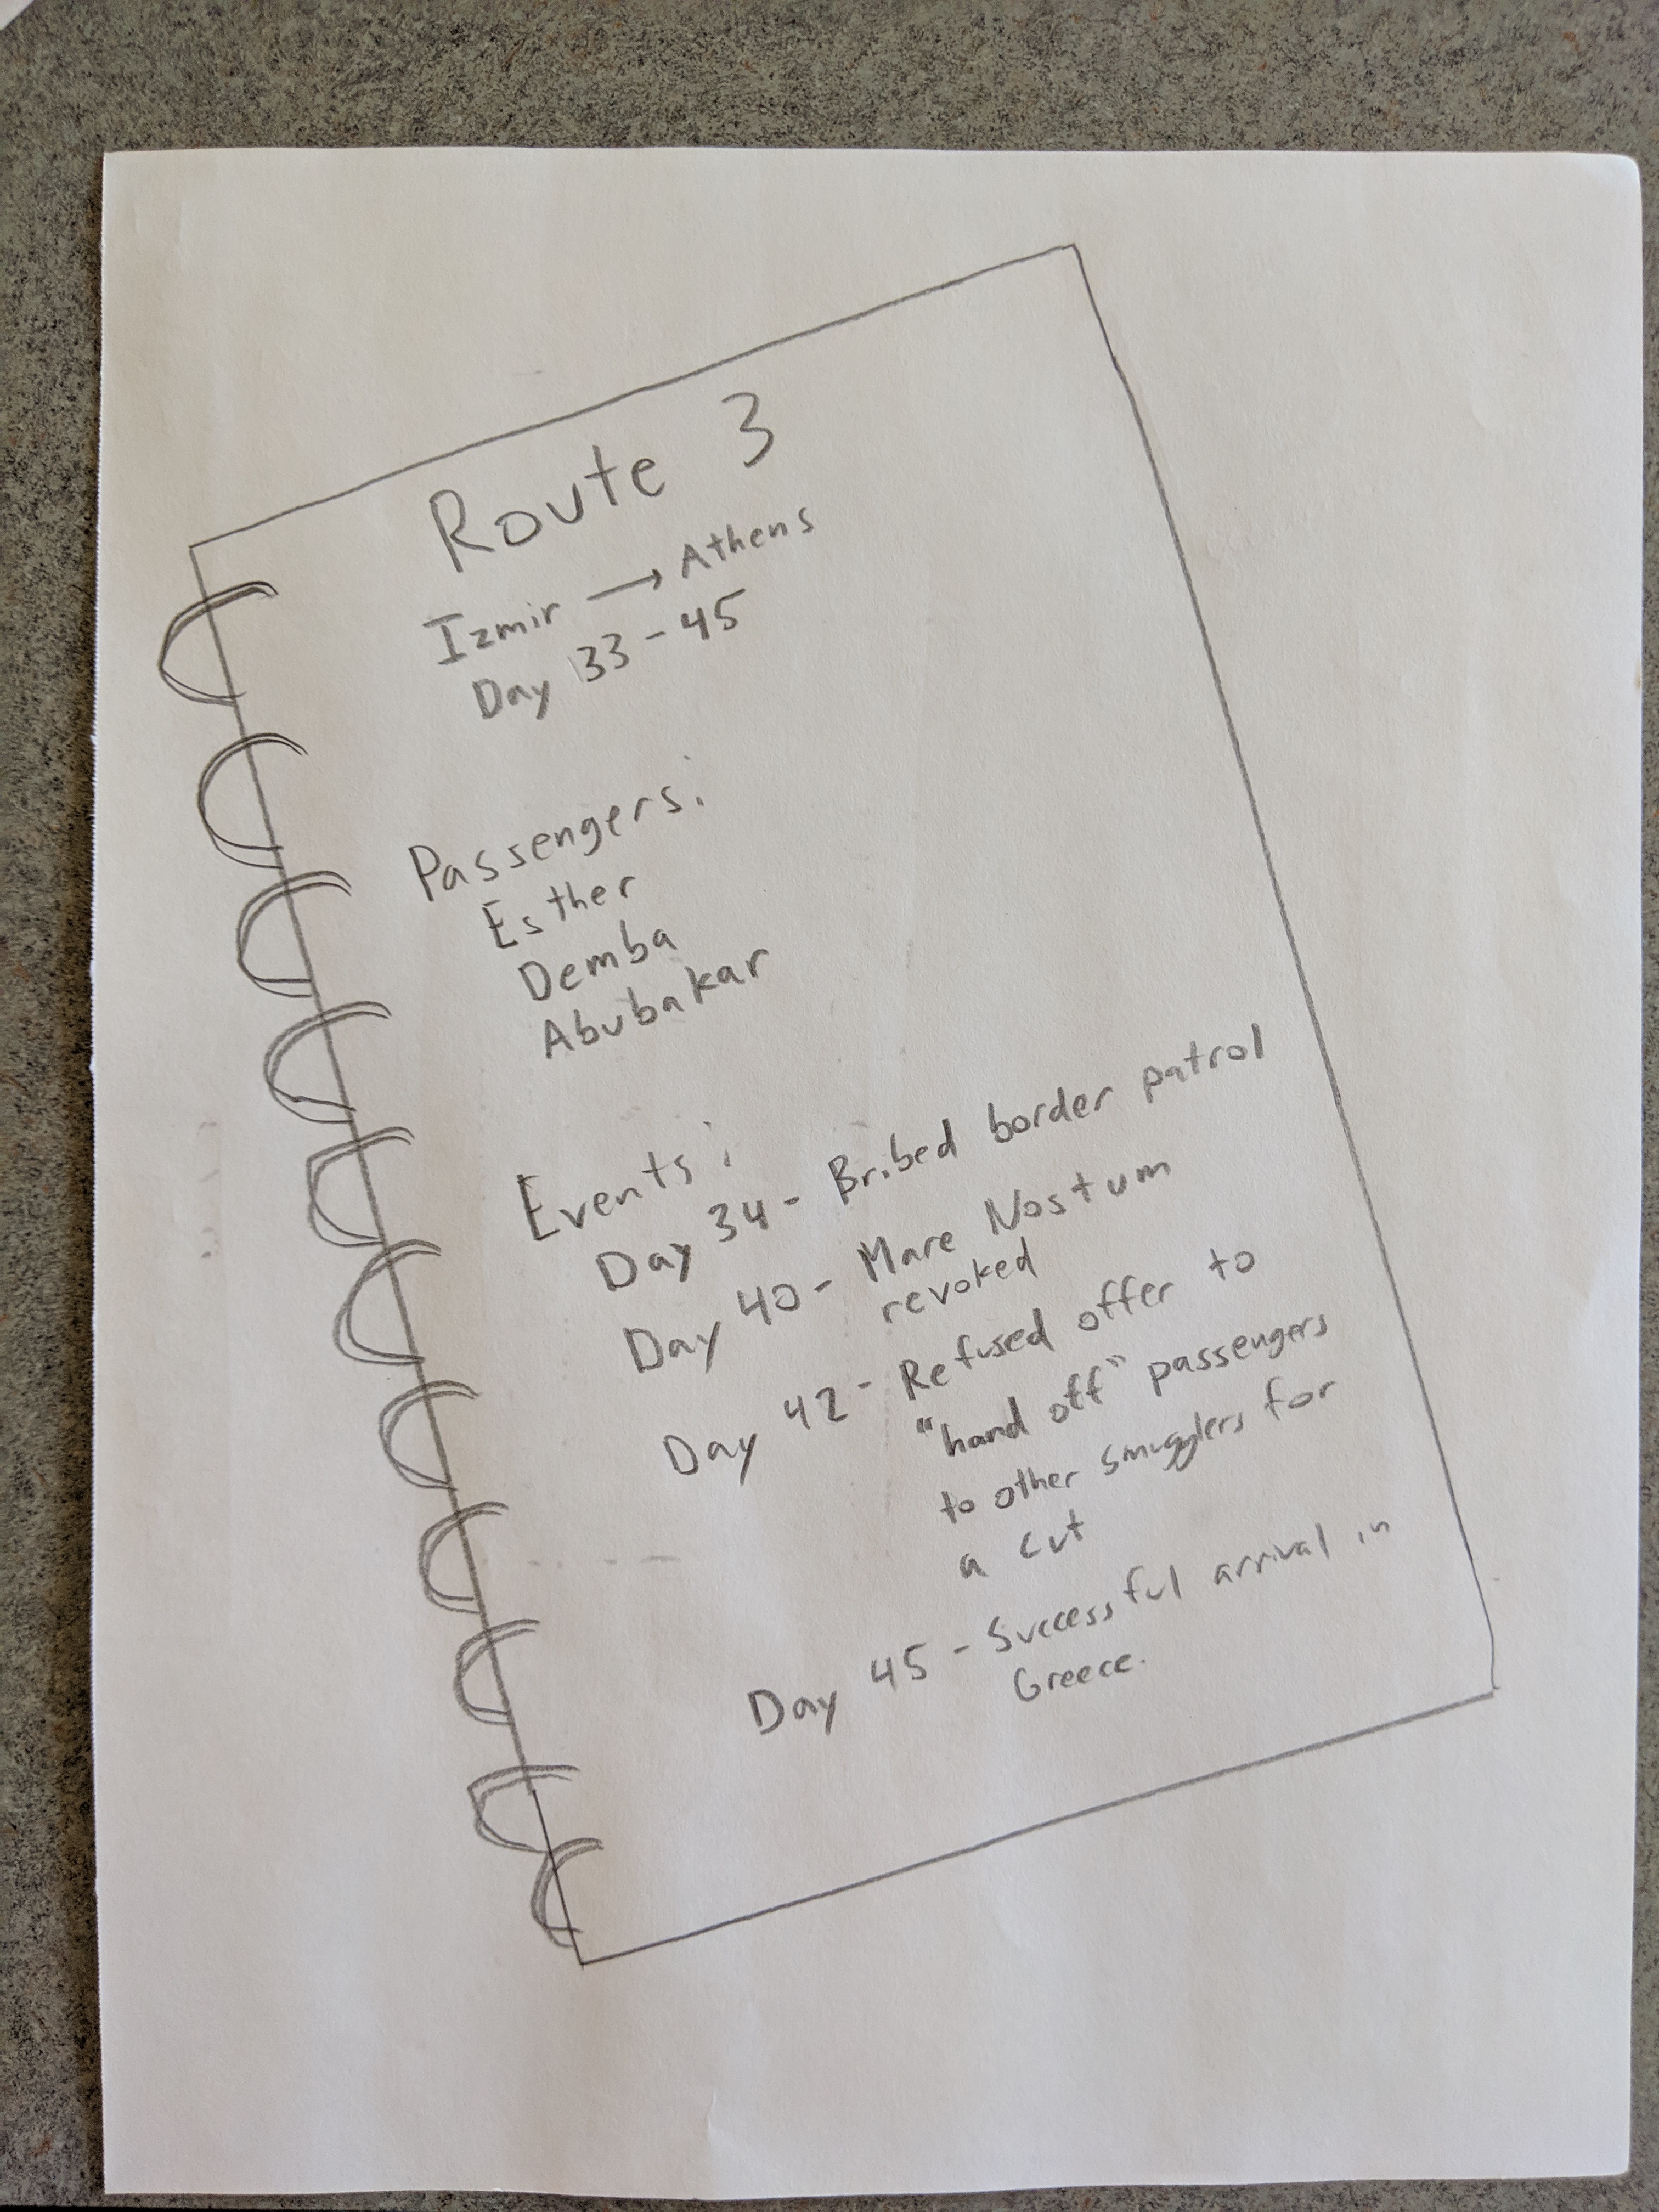 Route 3
Izmir → Athens
Day 33-45
Passengers:
Esther
Demba
Abubakar
Events:
Day 34- Bribed border patrol
Day 40- Mare Nostum
revoked
Day 42- Refused offer to
"hand off" passengers
to other smugglers for
a cut
Day 45- Successful arrival in
Greece.